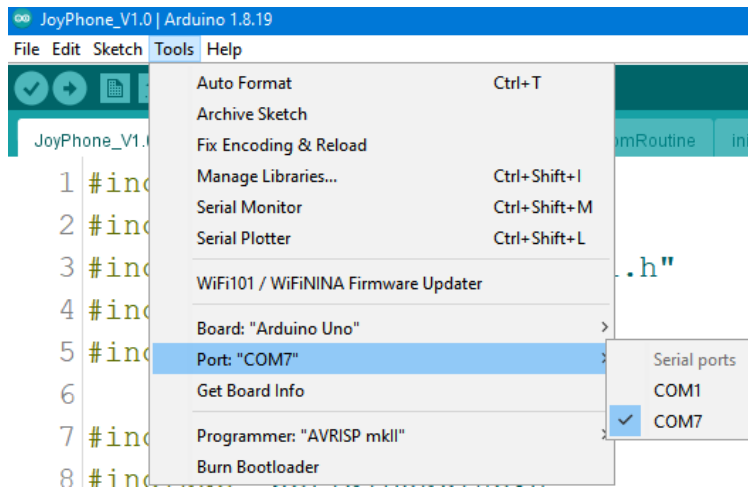 JoyPhone_V1.0 | Arduino 1.8.19
File Edit Sketch Tools Help
Auto Format Ctrl+T
Archive Sketch
JoyPhone_V1. Fix Encoding & Reload omRoutine
1 #inc Manage Libraries... Ctrl+Shift+I
2 #inc Serial Monitor Ctrl+Shift+M
Serial Plotter Ctrl+Shift+L
3 #inc .h"
WiFi101 / WiFiNINA Firmware Updater
4 #inc
Board: "Arduino Uno"
5 #inc Port: "COM7" Serial ports
6 Get Board Info COM1
7 #inc Programmer: "AVRISP mkII" COM7
8 #inc Burn Bootloader